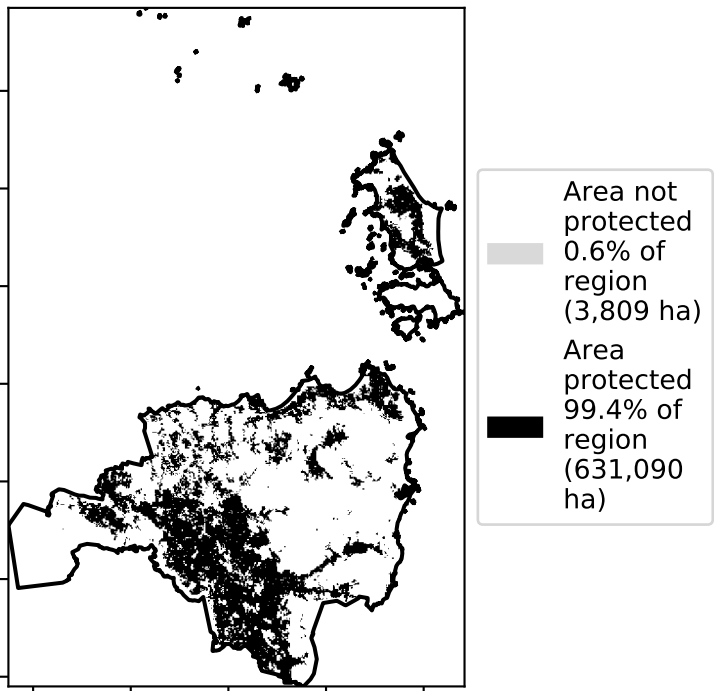 Area not
protected
0.6% of
region
(3,809 ha)
Area
protected
99.4% of
region
(631,090
ha)